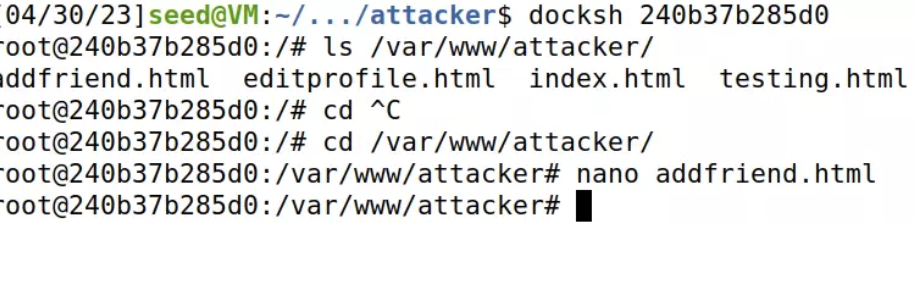 [04/30/23]seed@VM:~/.../attacker$ docksh 240b37b285d0
root@240b37b285d0:/# ls /var/www/attacker/
addfriend.html  editprofile.html  index.html  testing.html
root@240b37b285d0:/# cd ^C
root@240b37b285d0:/# cd /var/www/attacker/
root@240b37b285d0:/var/www/attacker# nano addfriend.html
root@240b37b285d0:/var/www/attacker#